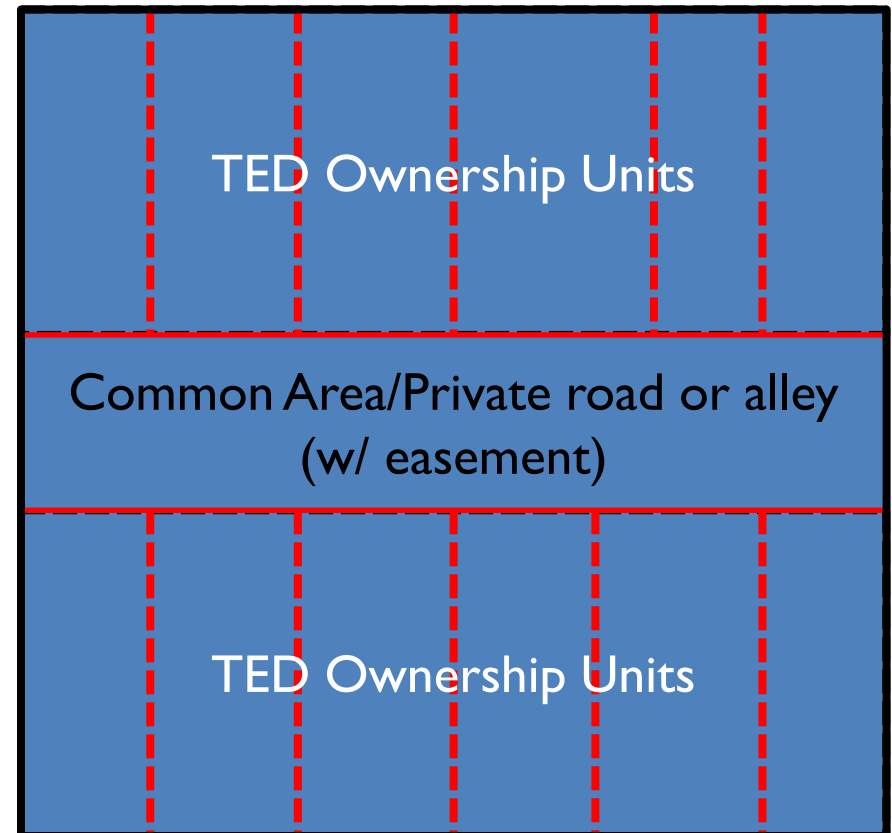 TED Ownership Units
Common Area/Private road or alley
(w/ easement)
TED Ownership Units